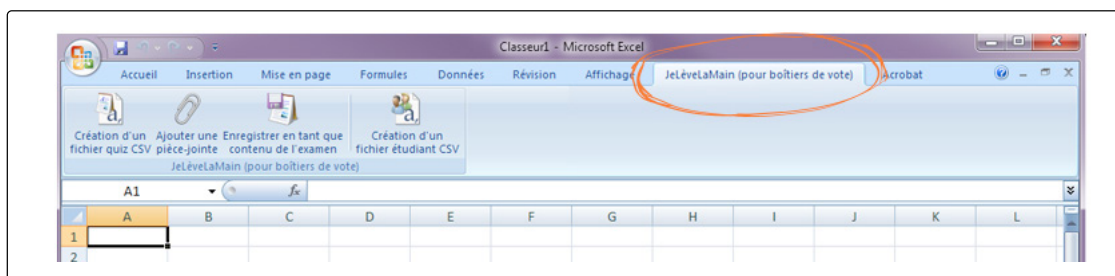 Classeur1 - Microsoft Excel
Accueil Insertion Mise en page Formules Données Révision Affichage JeLèveLaMain (pour boîtiers de vote) Acrobat
Création d'un Ajouter une Enregistrer en tant que Création d'un
fichier quiz CSV pièce-jointe contenu de l'examen fichier étudiant CSV
JeLèveLaMain (pour boîtiers de vote)
A1 fx
A B C D E F G H I J K L
1
2